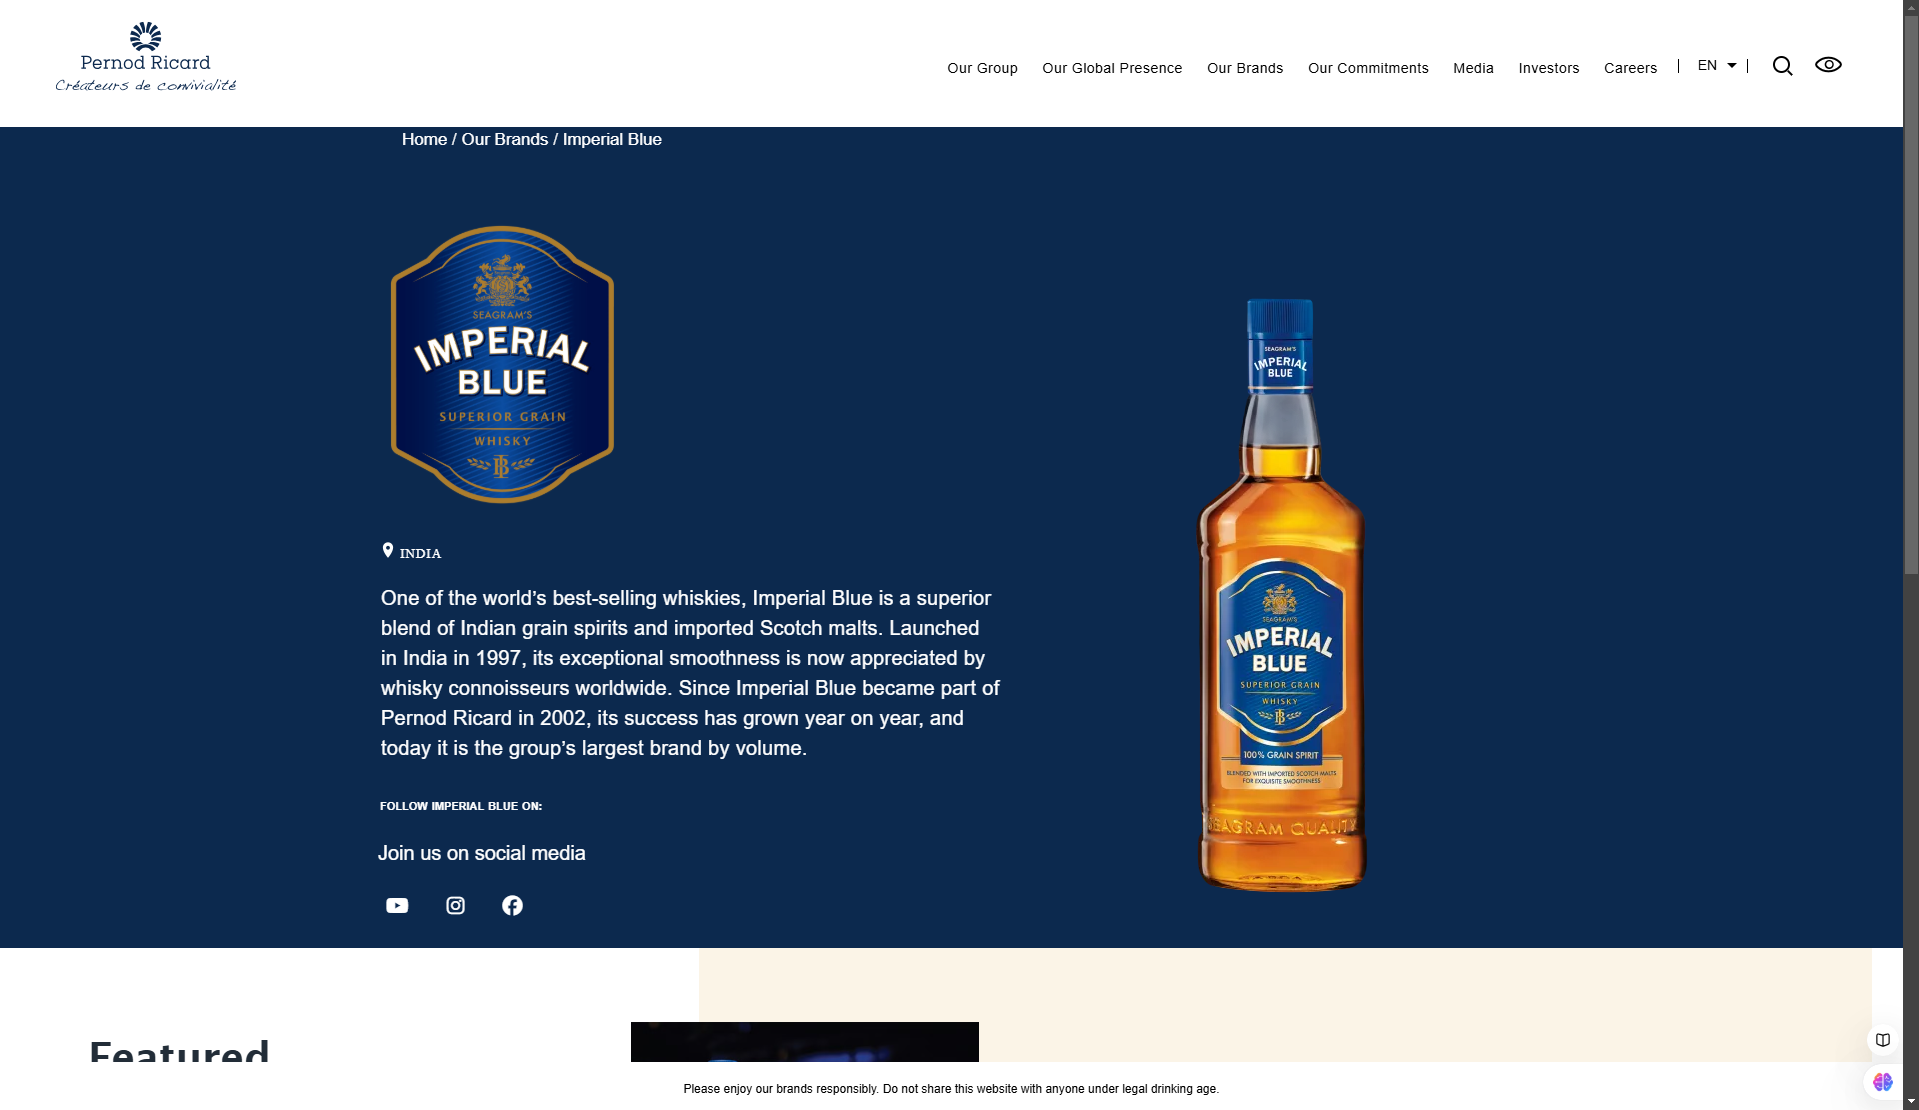 Pernod Ricard
Créateurs de convivialité
Our Group
Our Global Presence
Our Brands
Our Commitments
Media
Investors
Careers
EN
Home / Our Brands / Imperial Blue
SEAGRAM'S
IMPERIAL
BLUE
SUPERIOR GRAIN
WHISKY
IB
INDIA
One of the world’s best-selling whiskies, Imperial Blue is a superior
blend of Indian grain spirits and imported Scotch malts. Launched
in India in 1997, its exceptional smoothness is now appreciated by
whisky connoisseurs worldwide. Since Imperial Blue became part of
Pernod Ricard in 2002, its success has grown year on year, and
today it is the group’s largest brand by volume.
FOLLOW IMPERIAL BLUE ON:
Join us on social media
SEAGRAM'S
IMPERIAL
BLUE
SEAGRAM'S
IMPERIAL
BLUE
SUPERIOR GRAIN
WHISKY
IB
100% GRAIN SPIRIT
BLENDED WITH IMPORTED SCOTCH MALTS
FOR EXQUISITE SMOOTHNESS
SEAGRAM QUALITY
Featured
Please enjoy our brands responsibly. Do not share this website with anyone under legal drinking age.